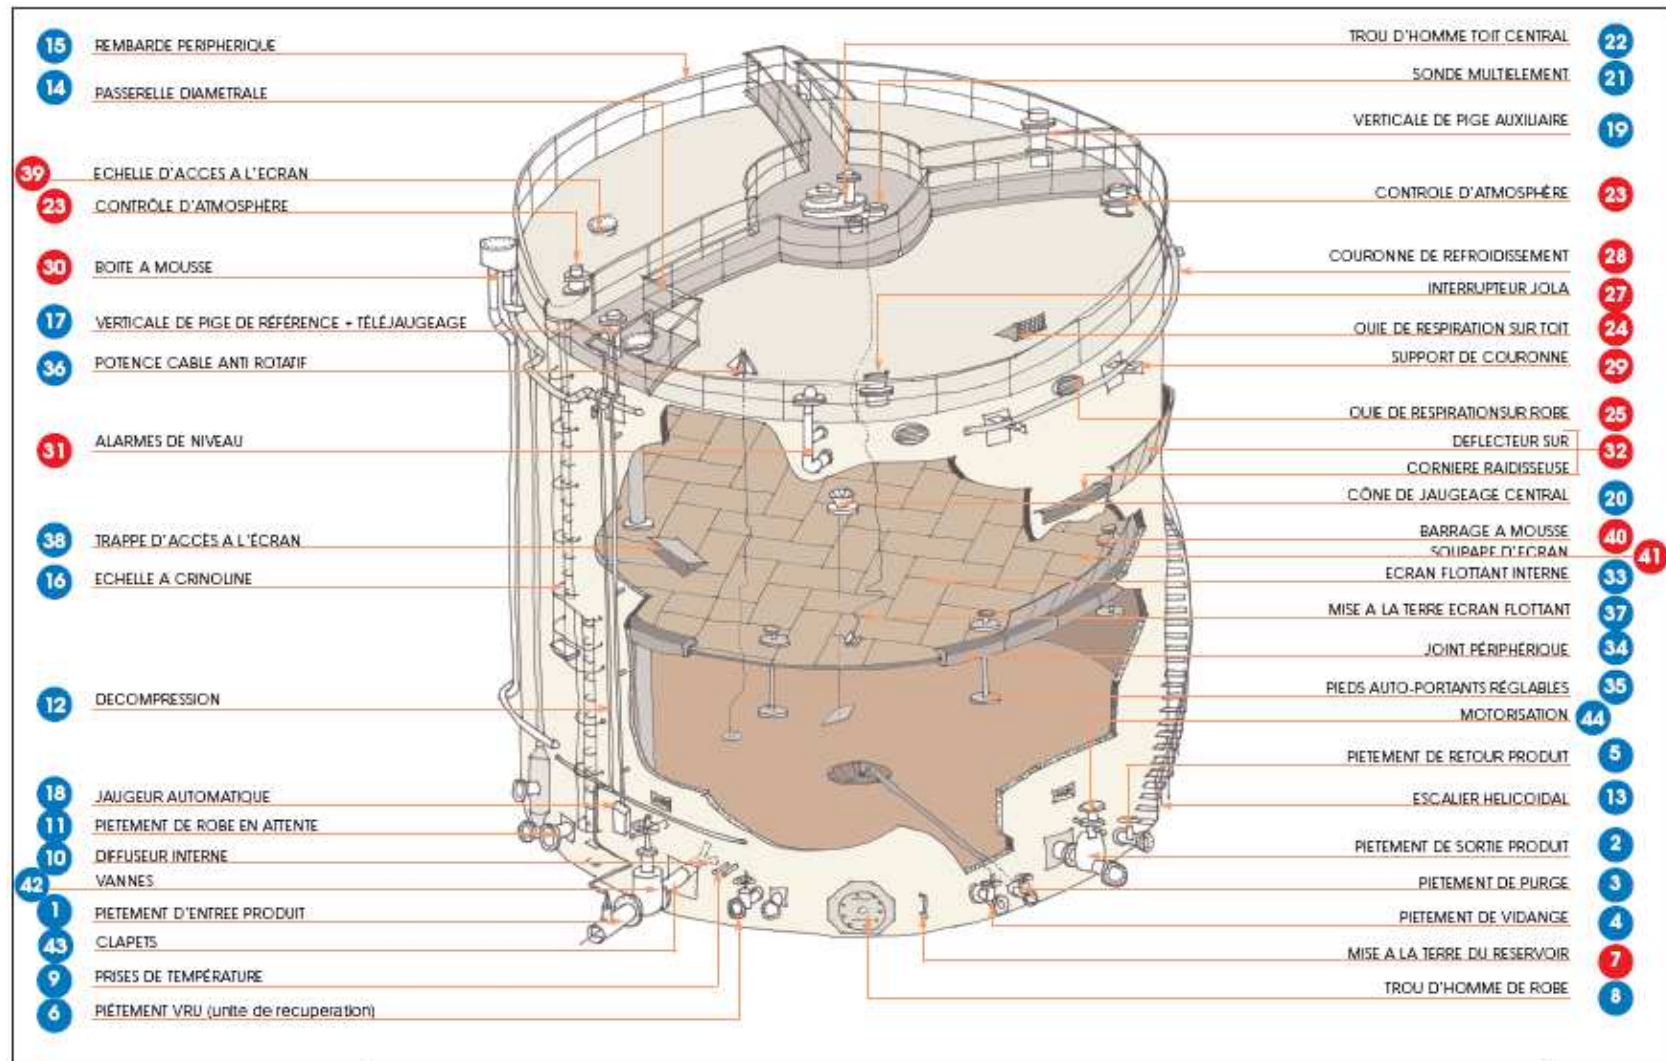 15 REMBARDE PERIPHERIQUE
14 PASSERELLE DIAMETRALE
39 ECHELLE D'ACCES A L'ECRAN
23 CONTRÔLE D'ATMOSPHÈRE
30 BOITE A MOUSSE
17 VERTICALE DE PIGE DE RÉFÉRENCE + TÉLÉJAUGEAGE
36 POTENCE CABLE ANTI ROTATIF
31 ALARMES DE NIVEAU
38 TRAPPE D'ACCÈS A L'ÉCRAN
16 ECHELLE A CRINOLINE
12 DECOMPRESSION
18 JAUGEUR AUTOMATIQUE
11 PIETEMENT DE ROBE EN ATTENTE
10 DIFFUSEUR INTERNE
42 VANNES
1 PIETEMENT D'ENTREE PRODUIT
43 CLAPETS
9 PRISES DE TEMPÉRATURE
6 PIÉTEMENT VRU (unite de recuperation)
TROU D'HOMME TOIT CENTRAL 22
SONDE MULTIELEMENT 21
VERTICALE DE PIGE AUXILIAIRE 19
CONTROLE D'ATMOSPHÈRE 23
COURONNE DE REFROIDISSEMENT 28
INTERRUPTEUR JOLA 27
OUIE DE RESPIRATION SUR TOIT 24
SUPPORT DE COURONNE 29
OUIE DE RESPIRATIONSUR ROBE 25
DEFLECTEUR SUR 32
CORNIERE RAIDISSEUSE
CÔNE DE JAUGEAGE CENTRAL 20
BARRAGE A MOUSSE 40
SOUPAPE D'ECRAN 41
ECRAN FLOTTANT INTERNE 33
MISE A LA TERRE ECRAN FLOTTANT 37
JOINT PÉRIPHÉRIQUE 34
PIEDS AUTO-PORTANTS RÉGLABLES 35
MOTORISATION 44
PIETEMENT DE RETOUR PRODUIT 5
ESCALIER HELICOIDAL 13
PIETEMENT DE SORTIE PRODUIT 2
PIETEMENT DE PURGE 3
PIETEMENT DE VIDANGE 4
MISE A LA TERRE DU RESERVOIR 7
TROU D'HOMME DE ROBE 8